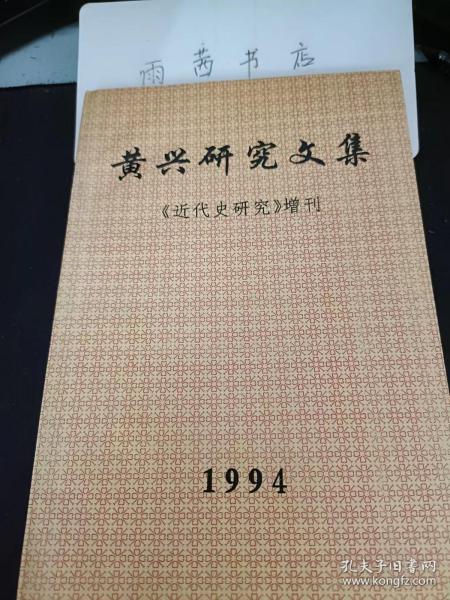 雨茜书店
黄兴研究文集
《近代史研究》增刊
1994
孔夫子旧书网
www.kongfz.com